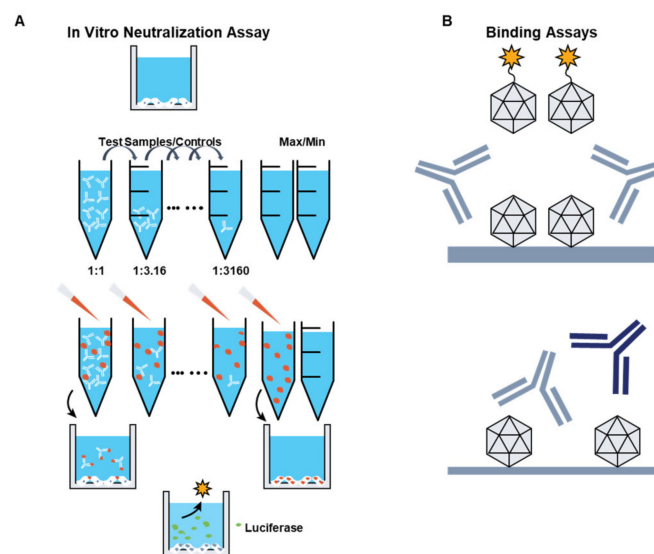 A
In Vitro Neutralization Assay
Test Samples/Controls
Max/Min
1:1
1:3.16
1:3160
Luciferase
B
Binding Assays